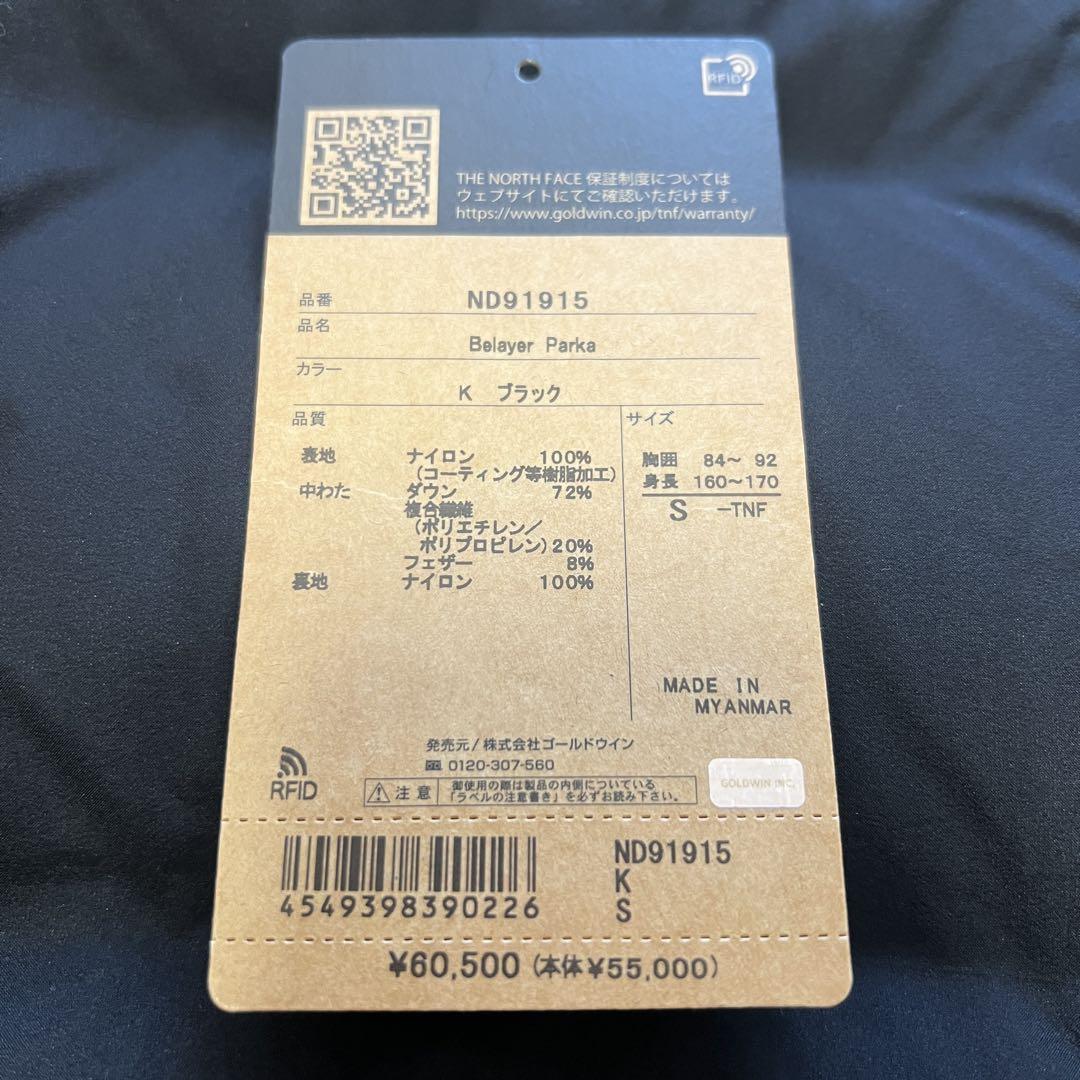 RFID
THE NORTH FACE 保証制度については
ウェブサイトにてご確認いただけます。
https://www.goldwin.co.jp/tnf/warranty/
品番 ND91915
品名
Belayer Parka
カラー
K ブラック
品質
表地 ナイロン 100%
(コーティング等樹脂加工)
中わた ダウン 72%
複合繊維
(ポリエチレン/
ポリプロピレン)20%
フェザー 8%
裏地 ナイロン 100%
サイズ
胸囲 84〜 92
身長 160〜170
S -TNF
MADE IN
MYANMAR
発売元/株式会社ゴールドウイン
0120-307-560
RFID
注意
御使用の際は製品の内側についている
「ラベルの注意書き」を必ずお読み下さい。
GOLDWIN INC.
4549398390226
ND91915
K
S
¥60,500 (本体¥55,000)